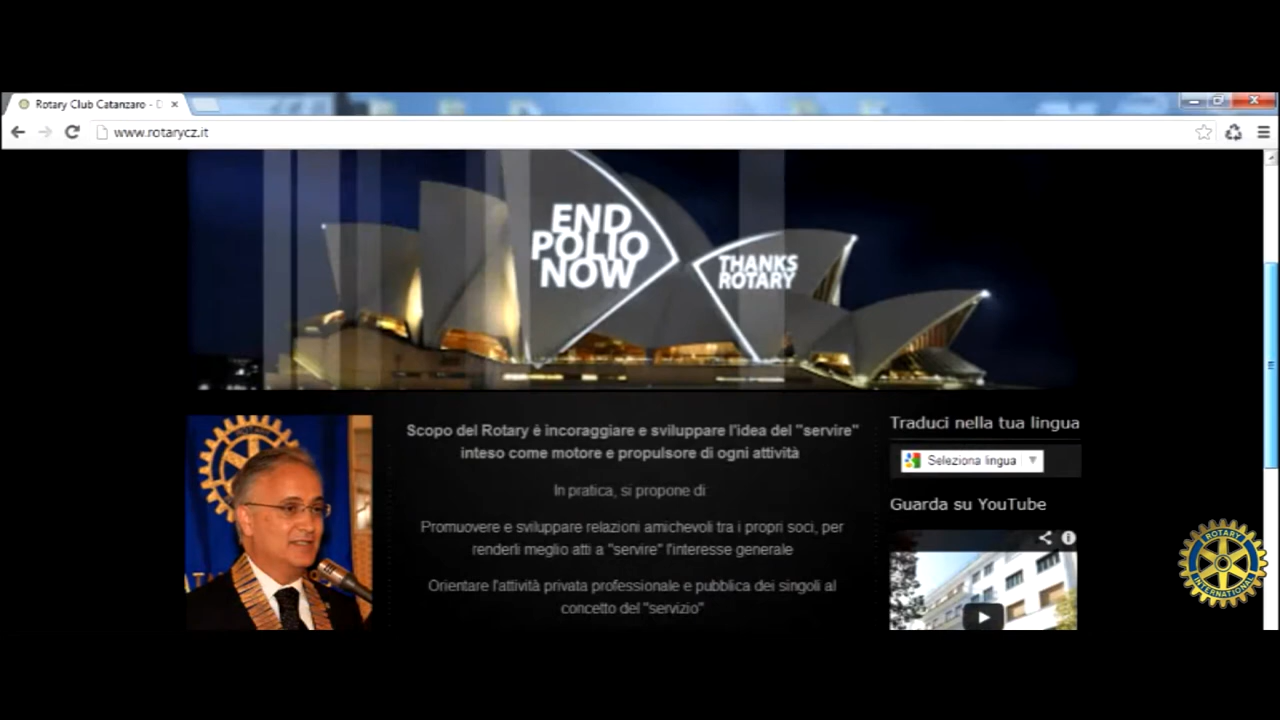 Rotary Club Catanzaro - D
www.rotarycz.it
END
POLIO
NOW
THANKS
ROTARY
Scopo del Rotary è incoraggiare e sviluppare l'idea del "servire"
inteso come motore e propulsore di ogni attività
In pratica, si propone di
Promuovere e sviluppare relazioni amichevoli tra i propri soci, per
renderli meglio atti a "servire" l'interesse generale
Orientare l'attività privata professionale e pubblica dei singoli al
concetto del "servizio"
Traduci nella tua lingua
Seleziona lingua
Guarda su YouTube
ROTARY
INTERNATIONAL